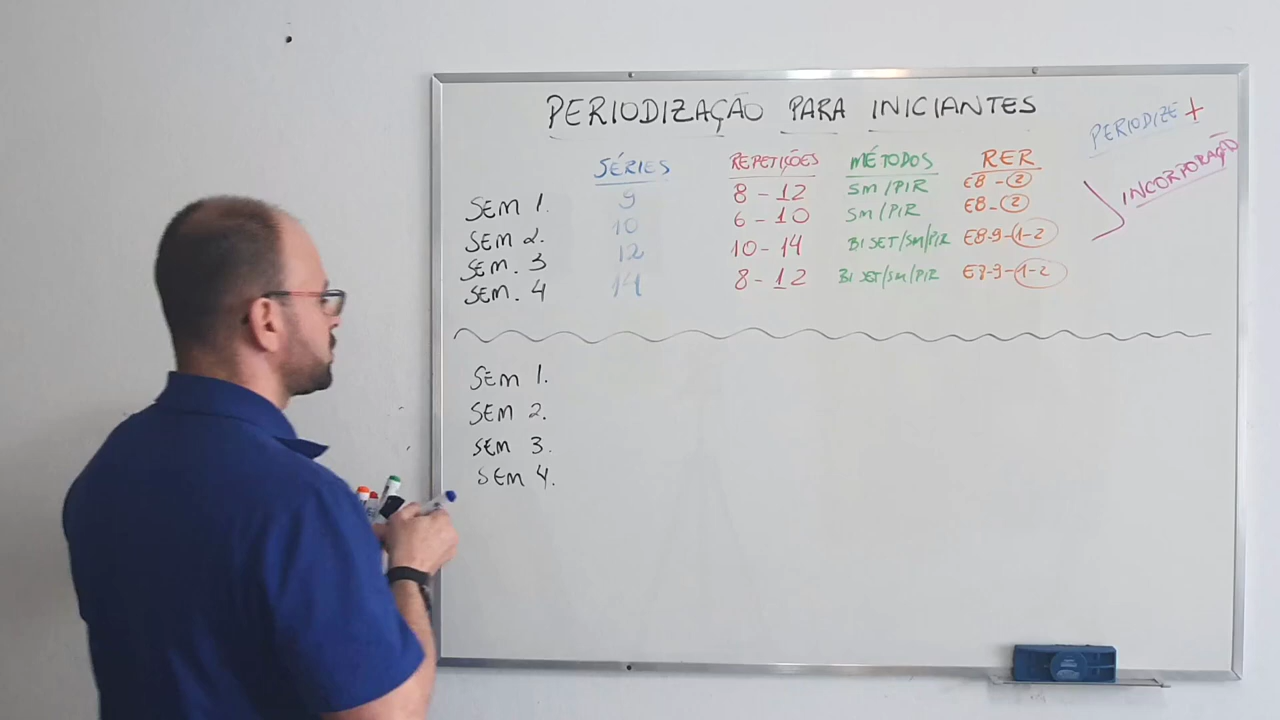 PERIODIZAÇÃO PARA INICIANTES
SÉRIES REPETIÇÕES MÉTODOS RER
SEM 1. 9 8 - 12 SM/PIR E8 - 2
SEM 2. 10 6 - 10 SM/PIR E8 - 2
SEM. 3 12 10 - 14 BI SET/SM/PIR E8-9-1-2
SEM. 4 14 8 - 12 BI SET/SM/PIR E8-9-1-2
PERIODIZE +
INCORPORAÇÃO
SEM 1.
SEM 2.
SEM 3.
SEM 4.